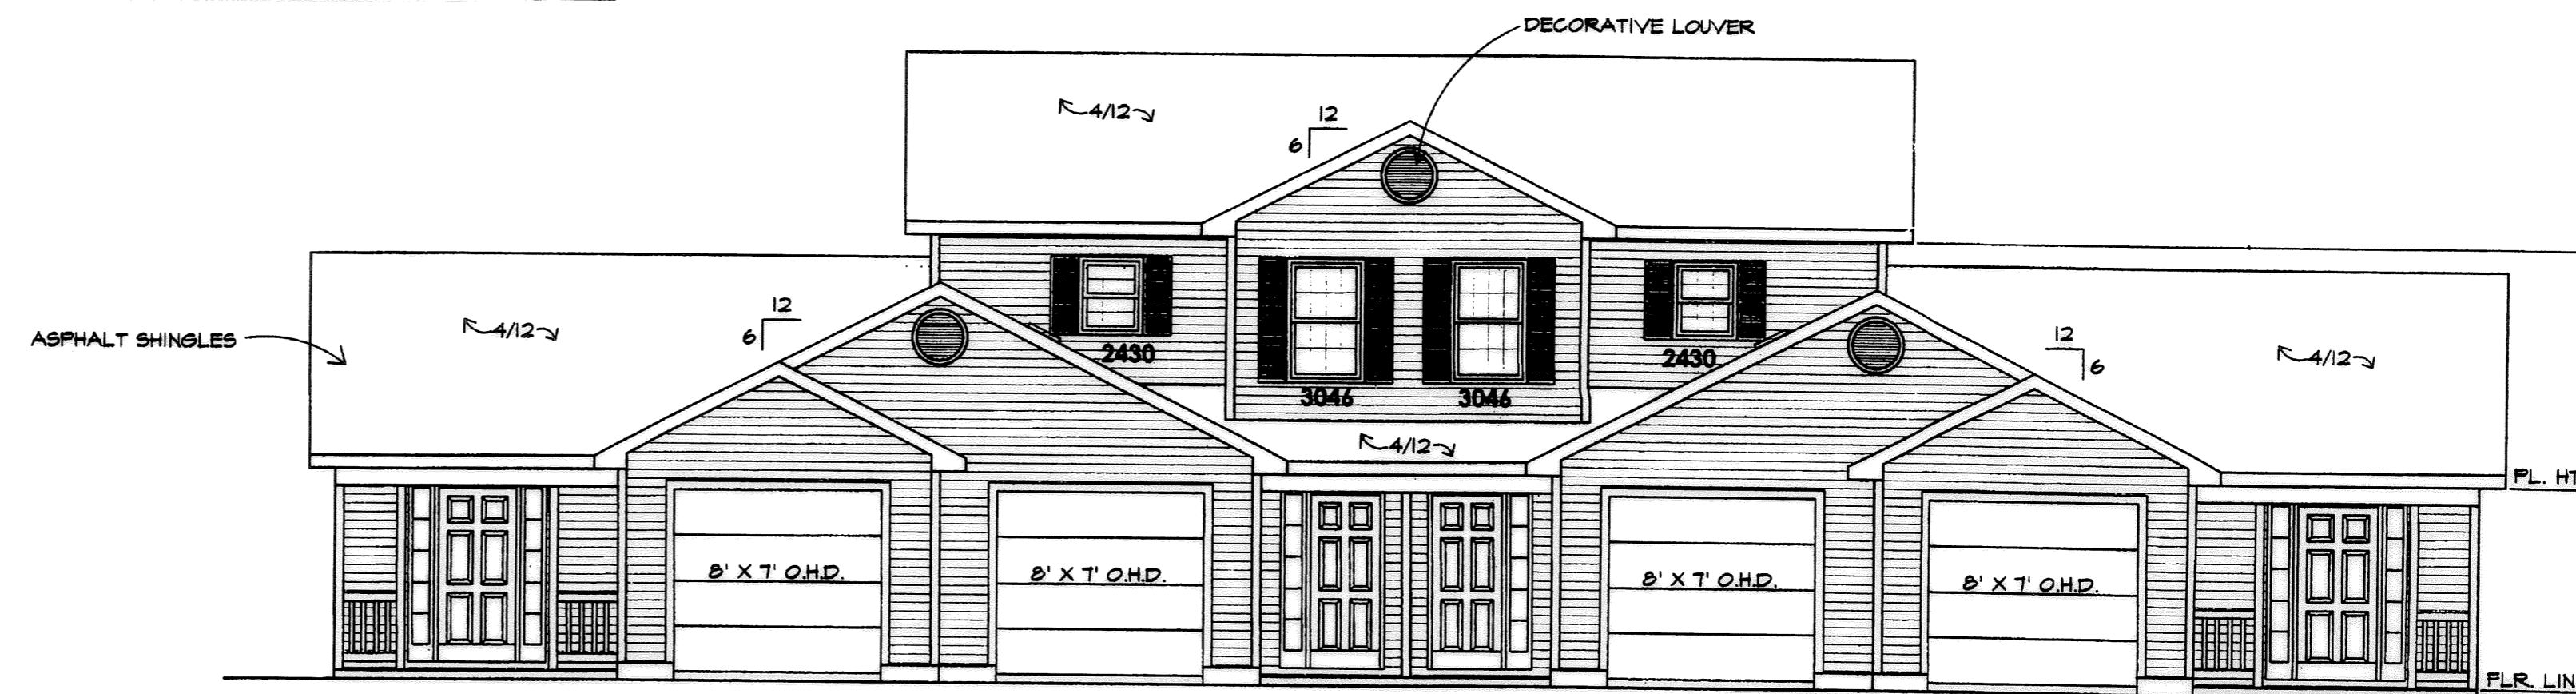 DECORATIVE LOUVER
4/12
12
6
12
6
4/12
ASPHALT SHINGLES
2430
2430
12
6
4/12
3046
3046
4/12
PL. HT
8' X 7' O.H.D.
8' X 7' O.H.D.
8' X 7' O.H.D.
8' X 7' O.H.D.
FLR. LIN